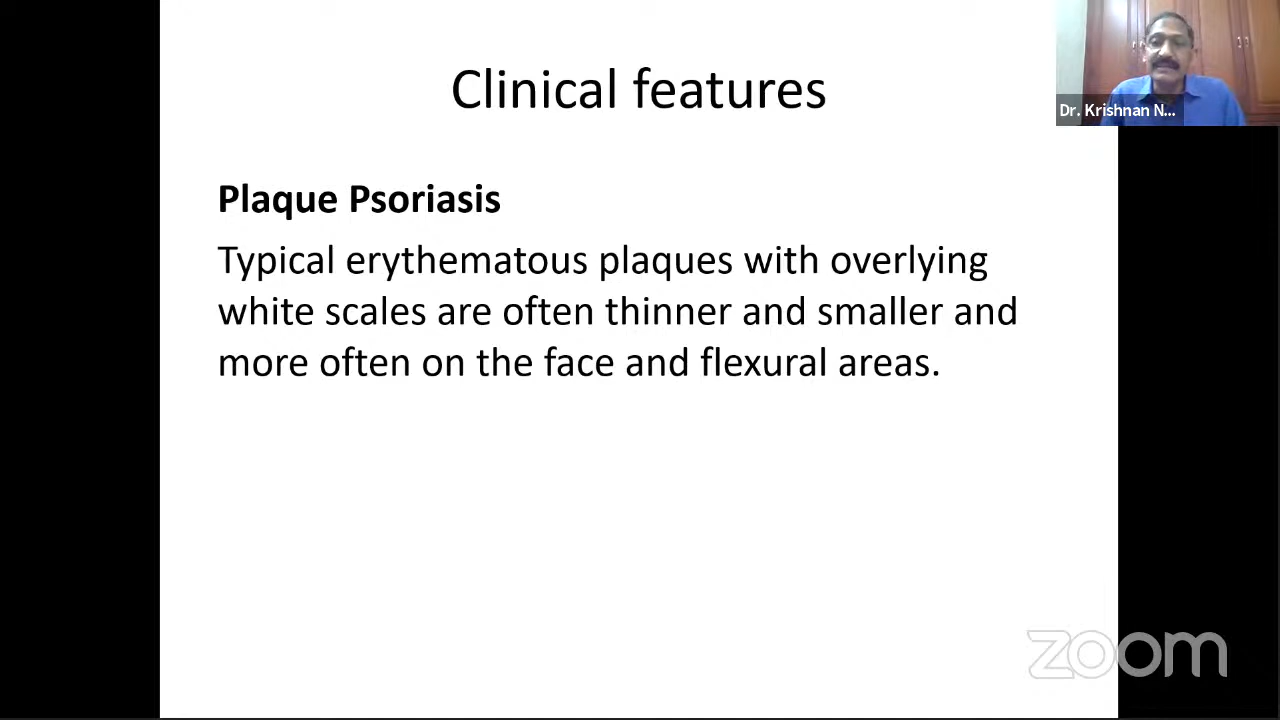 Clinical features
Dr. Krishnan N...
Plaque Psoriasis
Typical erythematous plaques with overlying
white scales are often thinner and smaller and
more often on the face and flexural areas.
zoom